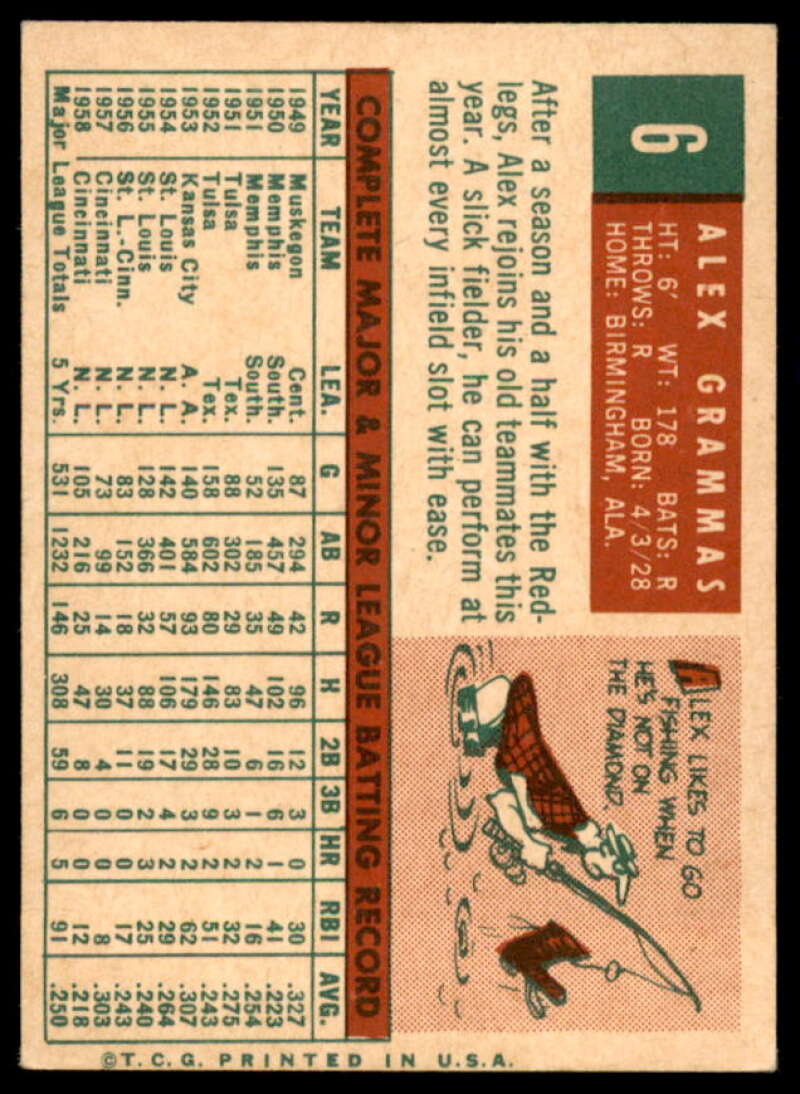 6
ALEX GRAMMAS
HT: 6' WT: 178 BATS: R
THROWS: R BORN: 4/3/28
HOME: BIRMINGHAM, ALA.
After a season and a half with the Red-
legs, Alex rejoins his old teammates this
year. A slick fielder, he can perform at
almost every infield slot with ease.
ALEX LIKES TO GO
FISHING WHEN
HE'S NOT ON
THE DIAMOND.
COMPLETE MAJOR & MINOR LEAGUE BATTING RECORD
YEAR TEAM LEA. G AB R H 2B 3B HR RBI AVG.
1949 Muskegon Cent. 87 294 42 96 12 3 0 30 .327
1950 Memphis South. 135 457 49 102 16 6 1 41 .223
1951 Memphis South. 52 185 35 47 6 1 2 16 .254
1951 Tulsa Tex. 88 302 29 83 10 3 2 32 .275
1952 Tulsa Tex. 158 602 80 146 28 9 2 51 .243
1953 Kansas City A. A. 140 584 93 179 29 3 2 62 .307
1954 St. Louis N. L. 142 401 57 106 17 4 2 29 .264
1955 St. Louis N. L. 128 366 32 88 19 2 3 25 .240
1956 St. L.-Cinn. N. L. 83 152 18 37 11 0 0 17 .243
1957 Cincinnati N. L. 73 99 14 30 4 0 0 8 .303
1958 Cincinnati N. L. 105 216 25 47 8 0 0 12 .218
Major League Totals 5 Yrs. 531 1232 146 308 59 6 5 91 .250
©T.C.G. PRINTED IN U.S.A.